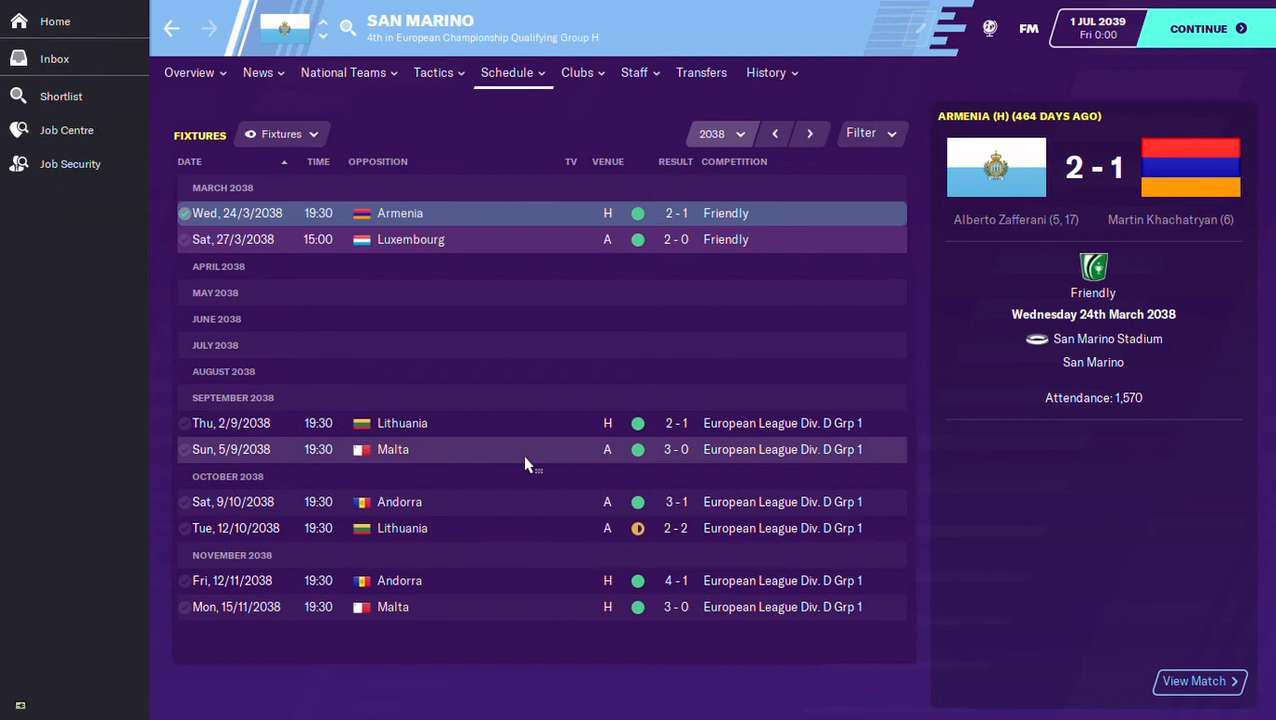 Home
Inbox
Shortlist
Job Centre
Job Security
SAN MARINO
4th in European Championship Qualifying Group H
FM
1 JUL 2039
Fri 0:00
CONTINUE
Overview News National Teams Tactics Schedule Clubs Staff Transfers History
FIXTURES Fixtures 2038 Filter
DATE TIME OPPOSITION TV VENUE RESULT COMPETITION
MARCH 2038
Wed, 24/3/2038 19:30 Armenia H 2 - 1 Friendly
Sat, 27/3/2038 15:00 Luxembourg A 2 - 0 Friendly
APRIL 2038
MAY 2038
JUNE 2038
JULY 2038
AUGUST 2038
SEPTEMBER 2038
Thu, 2/9/2038 19:30 Lithuania H 2 - 1 European League Div. D Grp 1
Sun, 5/9/2038 19:30 Malta A 3 - 0 European League Div. D Grp 1
OCTOBER 2038
Sat, 9/10/2038 19:30 Andorra A 3 - 1 European League Div. D Grp 1
Tue, 12/10/2038 19:30 Lithuania A 2 - 2 European League Div. D Grp 1
NOVEMBER 2038
Fri, 12/11/2038 19:30 Andorra H 4 - 1 European League Div. D Grp 1
Mon, 15/11/2038 19:30 Malta H 3 - 0 European League Div. D Grp 1
ARMENIA (H) (464 DAYS AGO)
2 - 1
Alberto Zafferani (5, 17) Martin Khachatryan (6)
Friendly
Wednesday 24th March 2038
San Marino Stadium
San Marino
Attendance: 1,570
View Match